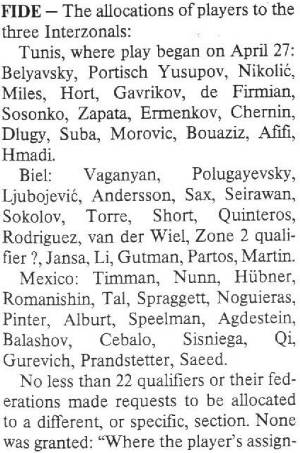 FIDE — The allocations of players to the
three Interzonals:
Tunis, where play began on April 27:
Belyavsky, Portisch Yusupov, Nikolić,
Miles, Hort, Gavrikov, de Firmian,
Sosonko, Zapata, Ermenkov, Chernin,
Dlugy, Suba, Morovic, Bouaziz, Afifi,
Hmadi.
Biel: Vaganyan, Polugayevsky,
Ljubojević, Andersson, Sax, Seirawan,
Sokolov, Torre, Short, Quinteros,
Rodriguez, van der Wiel, Zone 2 quali-
fier ?, Jansa, Li, Gutman, Partos, Martin.
Mexico: Timman, Nunn, Hübner,
Romanishin, Tal, Spraggett, Nogueiras,
Pinter, Alburt, Speelman, Agdestein,
Balashov, Cebalo, Sisniega, Qi,
Gurevich, Prandstetter, Saeed.
No less than 22 qualifiers or their fed-
erations made requests to be allocated
to a different, or specific, section. None
was granted: “Where the player's assign-